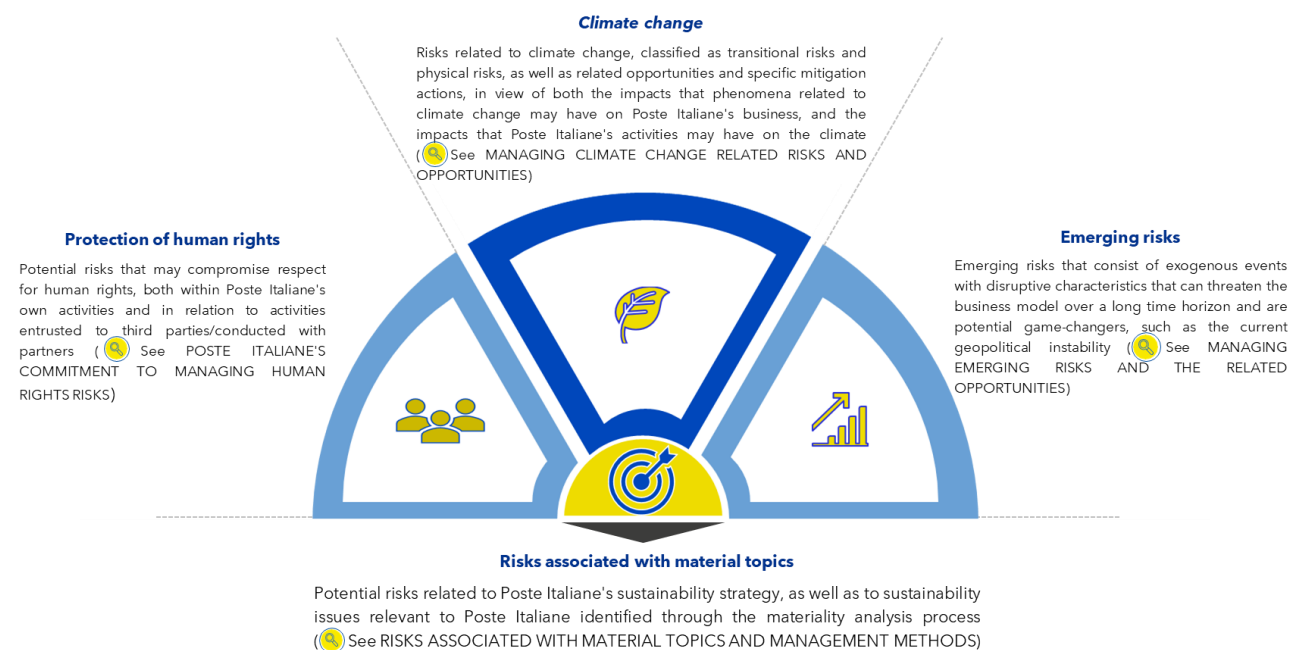 Climate change
Risks related to climate change, classified as transitional risks and
physical risks, as well as related opportunities and specific mitigation
actions, in view of both the impacts that phenomena related to
climate change may have on Poste Italiane's business, and the
impacts that Poste Italiane's activities may have on the climate
( See MANAGING CLIMATE CHANGE RELATED RISKS AND
OPPORTUNITIES)
Protection of human rights
Potential risks that may compromise respect
for human rights, both within Poste Italiane's
own activities and in relation to activities
entrusted to third parties/conducted with
partners ( See POSTE ITALIANE'S
COMMITMENT TO MANAGING HUMAN
RIGHTS RISKS)
Emerging risks
Emerging risks that consist of exogenous events
with disruptive characteristics that can threaten the
business model over a long time horizon and are
potential game-changers, such as the current
geopolitical instability ( See MANAGING
EMERGING RISKS AND THE RELATED
OPPORTUNITIES)
Risks associated with material topics
Potential risks related to Poste Italiane's sustainability strategy, as well as to sustainability
issues relevant to Poste Italiane identified through the materiality analysis process
( See RISKS ASSOCIATED WITH MATERIAL TOPICS AND MANAGEMENT METHODS)